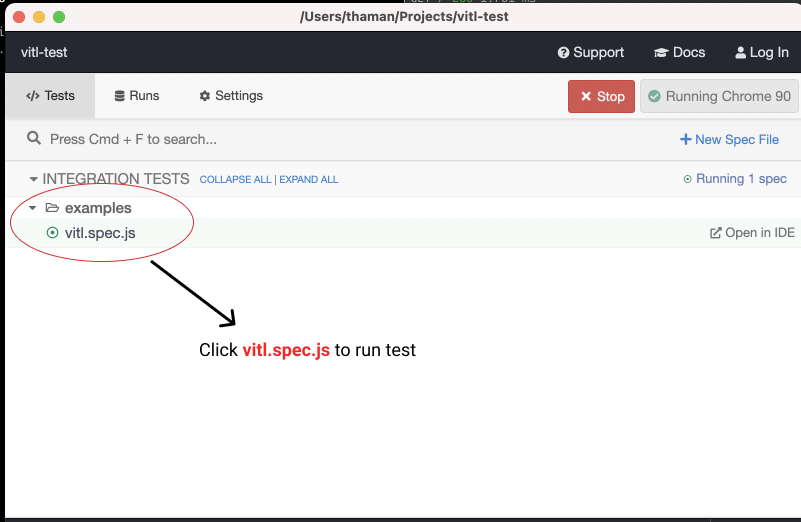 /Users/thaman/Projects/vitl-test
vitl-test Support Docs Log In
</> Tests Runs Settings Stop Running Chrome 90
Press Cmd + F to search... + New Spec File
INTEGRATION TESTS COLLAPSE ALL | EXPAND ALL Running 1 spec
examples
vitl.spec.js Open in IDE
Click vitl.spec.js to run test